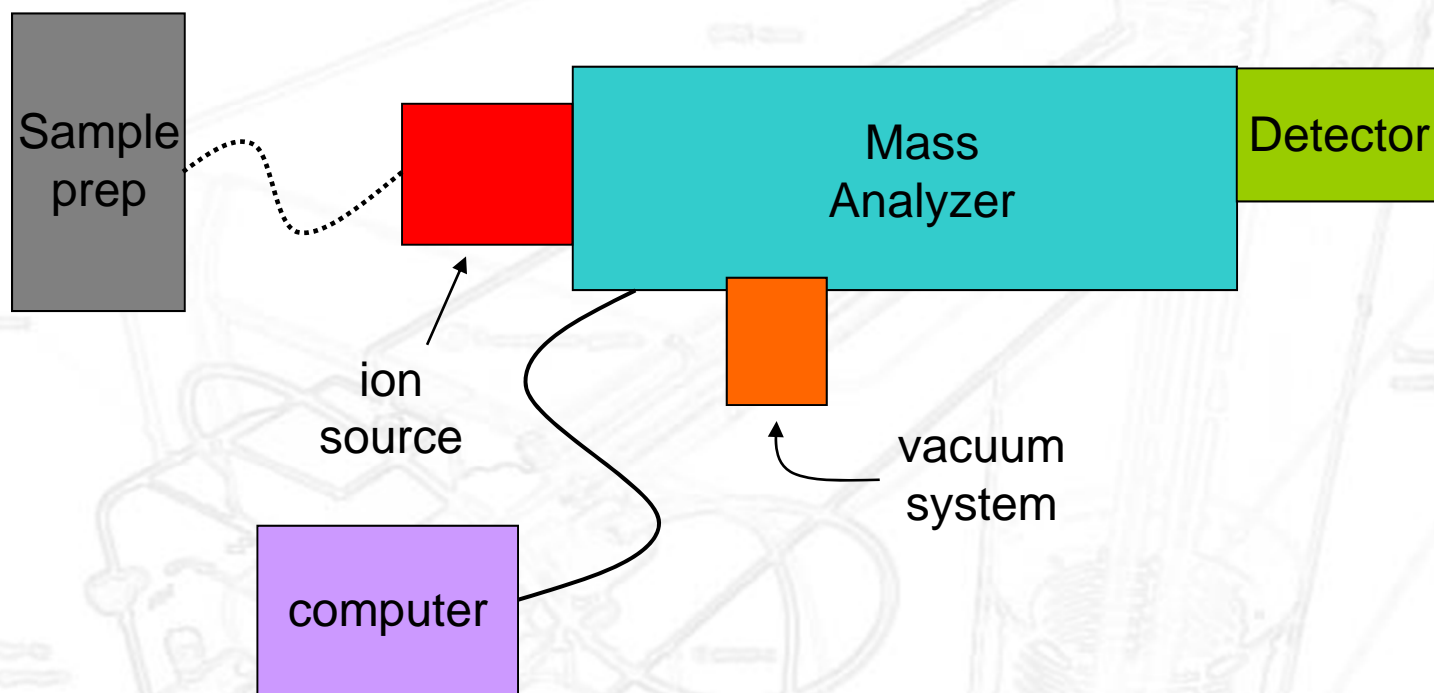 Sample
prep
Mass
Analyzer
Detector
ion
source
vacuum
system
computer